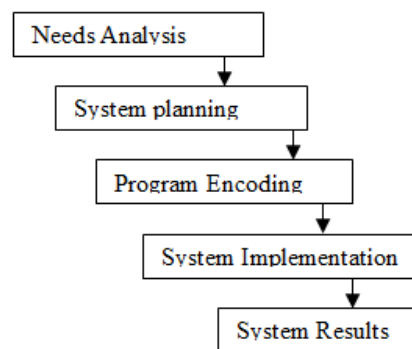 Needs Analysis
System planning
Program Encoding
System Implementation
System Results